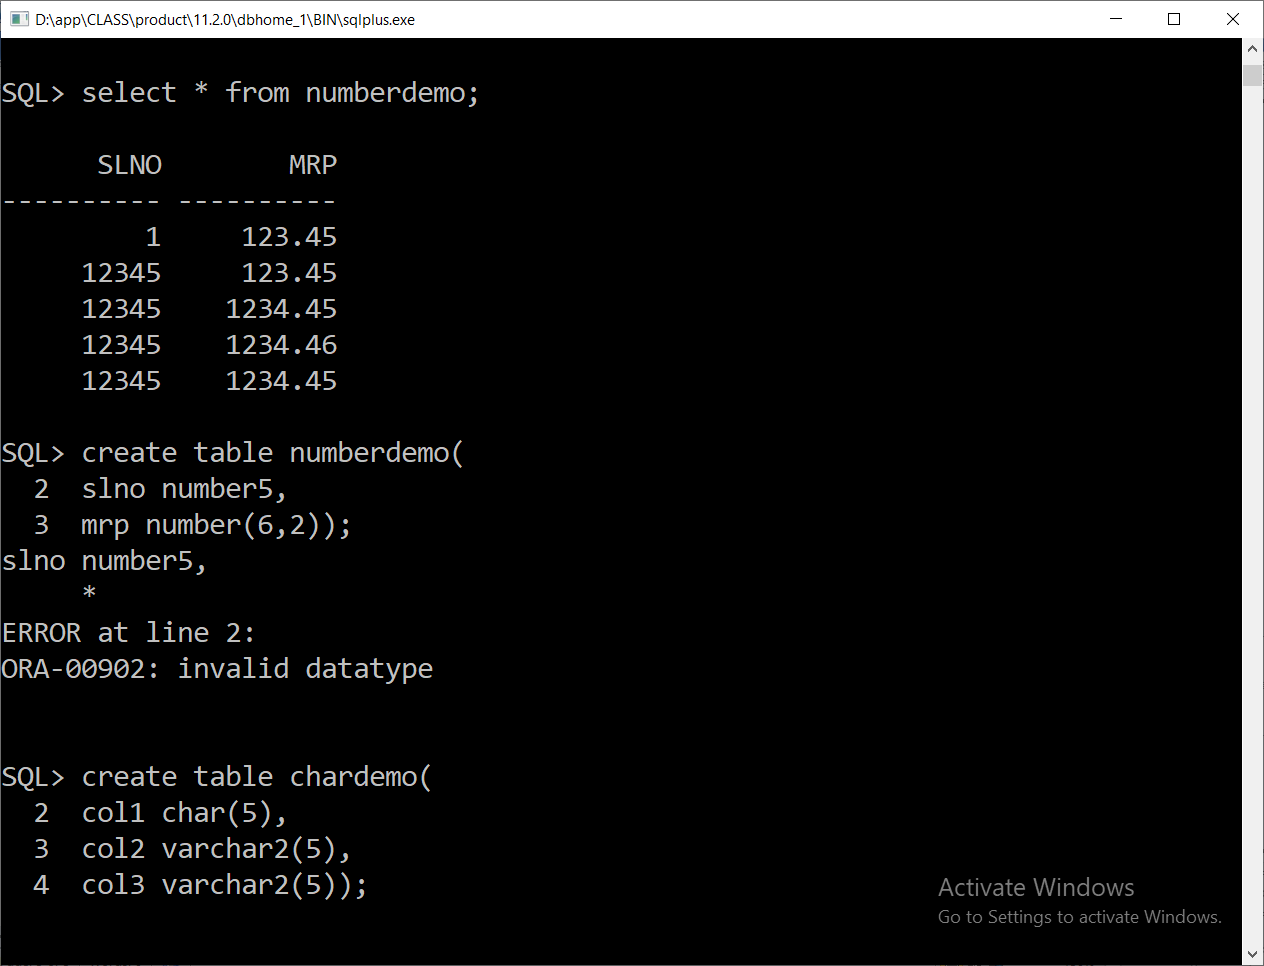 D:\app\CLASS\product\11.2.0\dbhome_1\BIN\sqlplus.exe
SQL> select * from numberdemo;
      SLNO        MRP
---------- ----------
         1     123.45
     12345     123.45
     12345    1234.45
     12345    1234.46
     12345    1234.45
SQL> create table numberdemo(
  2  slno number5,
  3  mrp number(6,2));
slno number5,
     *
ERROR at line 2:
ORA-00902: invalid datatype
SQL> create table chardemo(
  2  col1 char(5),
  3  col2 varchar2(5),
  4  col3 varchar2(5));
Activate Windows
Go to Settings to activate Windows.